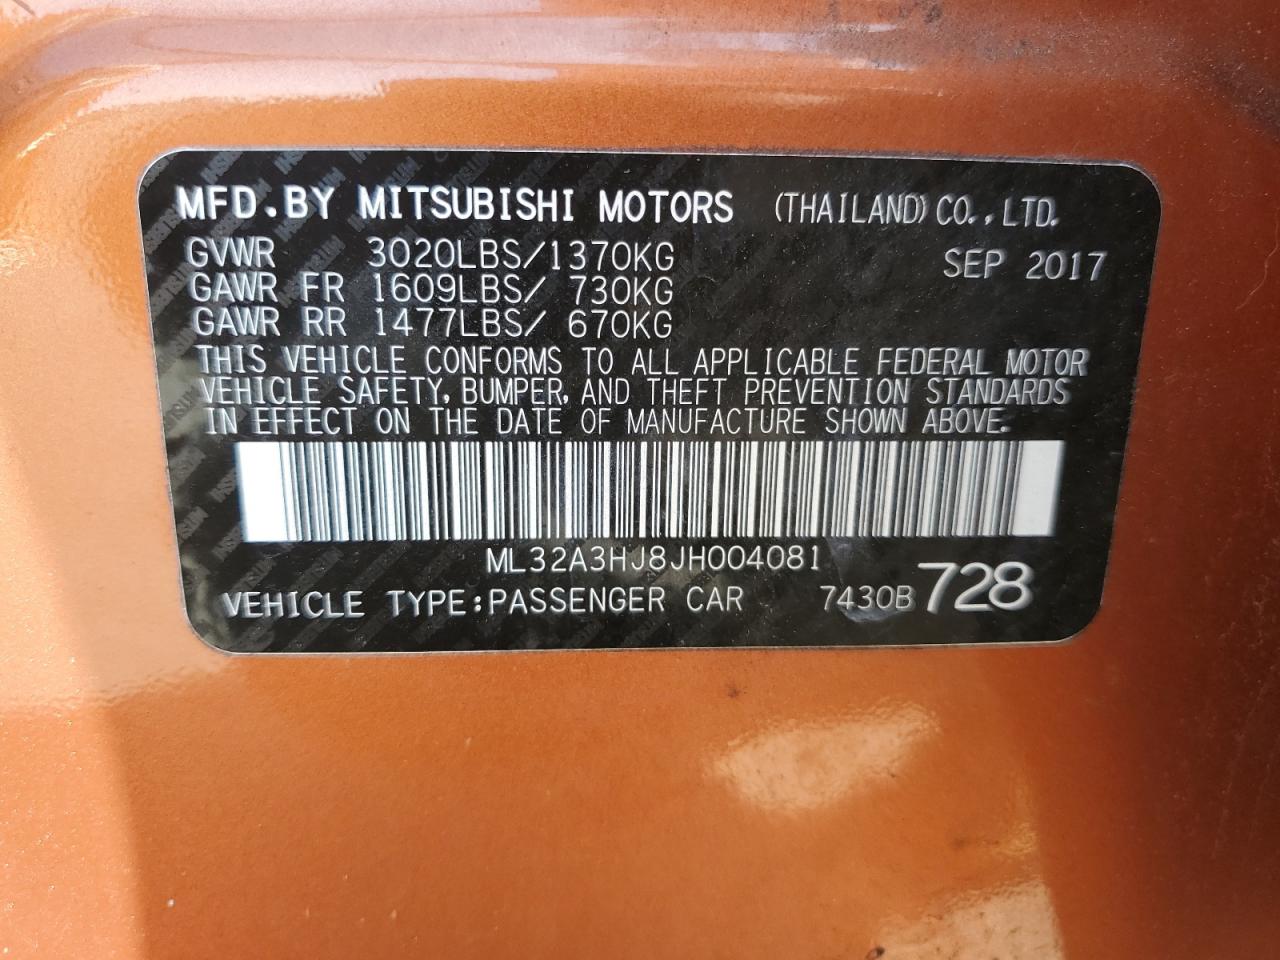 MFD.BY MITSUBISHI MOTORS (THAILAND) CO.,LTD.
GVWR 3020LBS/1370KG SEP 2017
GAWR FR 1609LBS/ 730KG
GAWR RR 1477LBS/ 670KG
THIS VEHICLE CONFORMS TO ALL APPLICABLE FEDERAL MOTOR
VEHICLE SAFETY, BUMPER, AND THEFT PREVENTION STANDARDS
IN EFFECT ON THE DATE OF MANUFACTURE SHOWN ABOVE.
ML32A3HJ8JH004081
VEHICLE TYPE:PASSENGER CAR 7430B 728